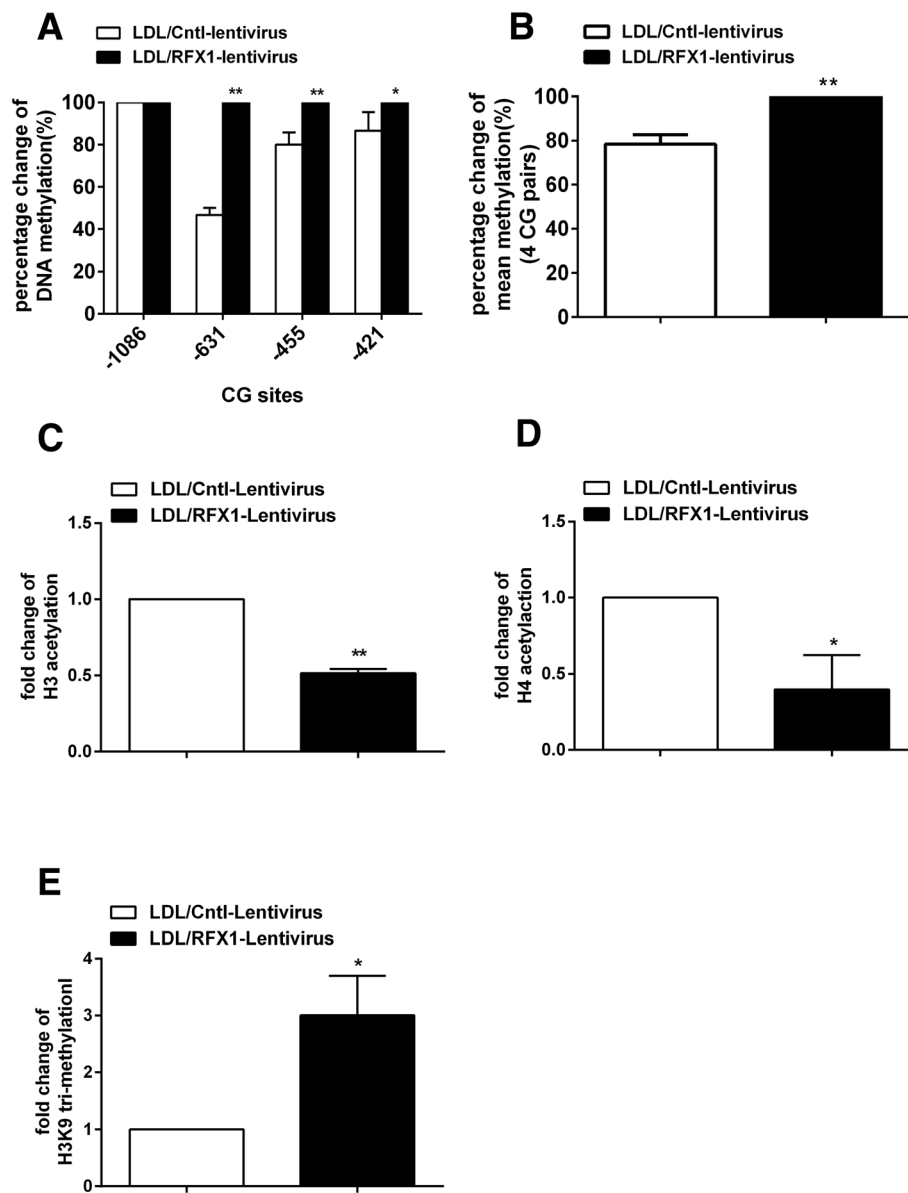 A
LDL/Cntl-lentivirus
LDL/RFX1-lentivirus
percentage change of
DNA methylation(%)
100
80
60
40
20
0
** ** *
-1086 -631 -455 -421
CG sites
B
LDL/Cntl-lentivirus
LDL/RFX1-lentivirus
percentage change of
mean methylation(%)
(4 CG pairs)
100
80
60
40
20
0
**
C
LDL/Cntl-Lentivirus
LDL/RFX1-Lentivirus
fold change of
H3 acetylation
1.5
1.0
0.5
0.0
**
D
LDL/Cntl-Lentivirus
LDL/RFX1-Lentivirus
fold change of
H4 acetylaction
1.5
1.0
0.5
0.0
*
E
LDL/Cntl-Lentivirus
LDL/RFX1-Lentivirus
fold change of
H3K9 tri-methylationl
4
3
2
1
0
*